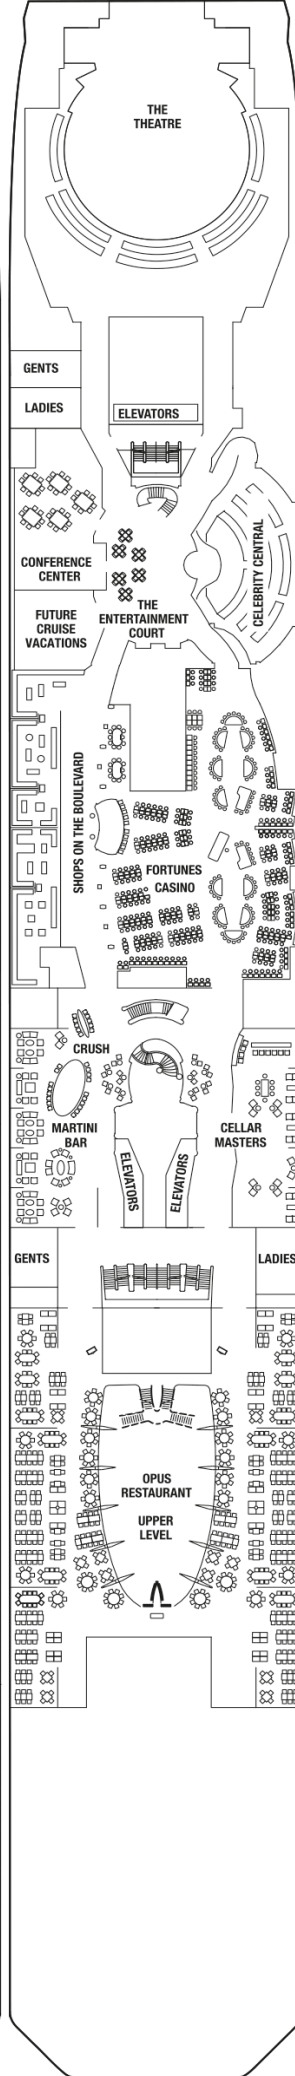 THE
THEATRE
GENTS
LADIES
ELEVATORS
CONFERENCE
CENTER
CELEBRITY CENTRAL
THE
ENTERTAINMENT
COURT
FUTURE
CRUISE
VACATIONS
SHOPS ON THE BOULEVARD
FORTUNES
CASINO
CRUSH
MARTINI
BAR
CELLAR
MASTERS
ELEVATORS
ELEVATORS
GENTS
LADIES
OPUS
RESTAURANT
UPPER
LEVEL